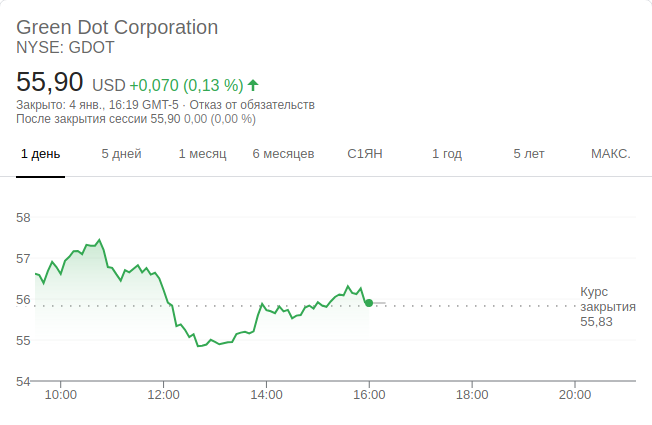 Green Dot Corporation
NYSE: GDOT
55,90 USD +0,070 (0,13 %)
Закрыто: 4 янв., 16:19 GMT-5 · Отказ от обязательств
После закрытия сессии 55,90 0,00 (0,00 %)
1 день 5 дней 1 месяц 6 месяцев С1ЯН 1 год 5 лет МАКС.
58
57
56
55
54
Курс
закрытия
55,83
10:00 12:00 14:00 16:00 18:00 20:00